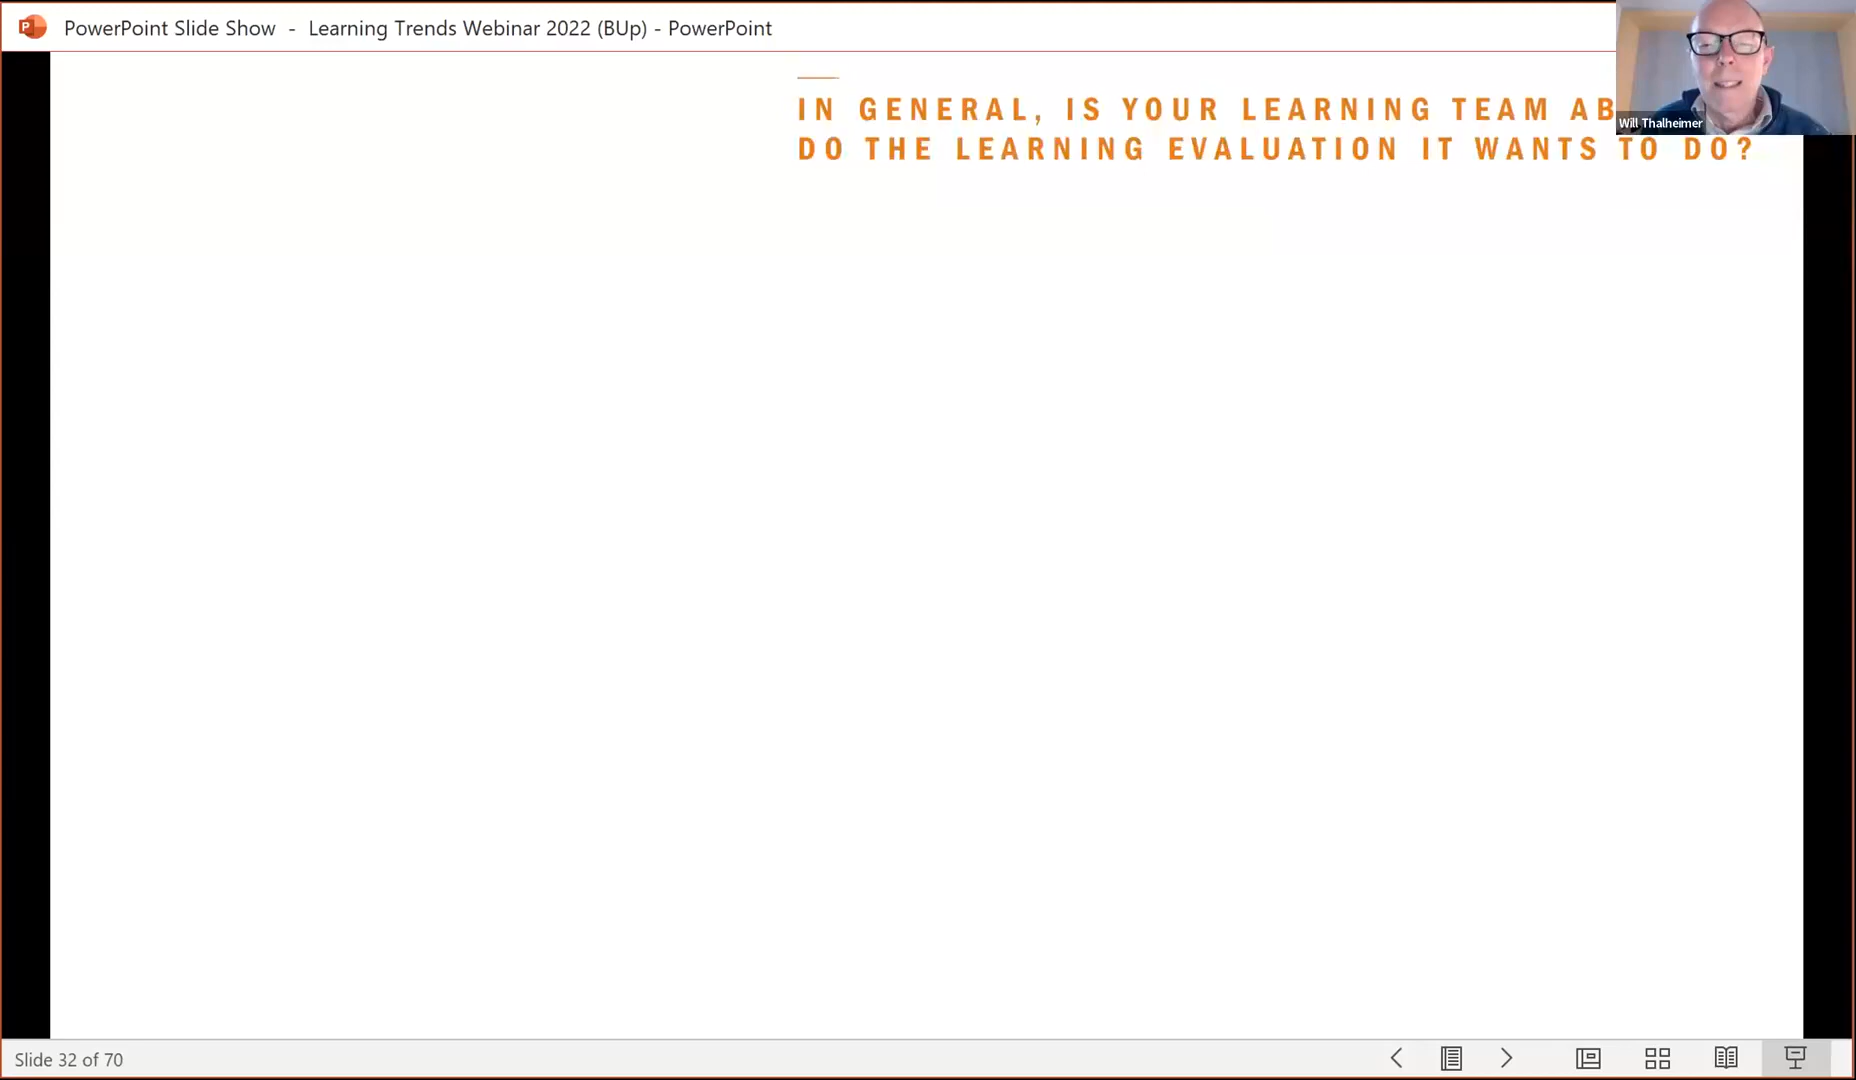 PowerPoint Slide Show - Learning Trends Webinar 2022 (BUp) - PowerPoint
IN GENERAL, IS YOUR LEARNING TEAM
DO THE LEARNING EVALUATION IT WANTS TO DO?
Will Thalheimer
Slide 32 of 70